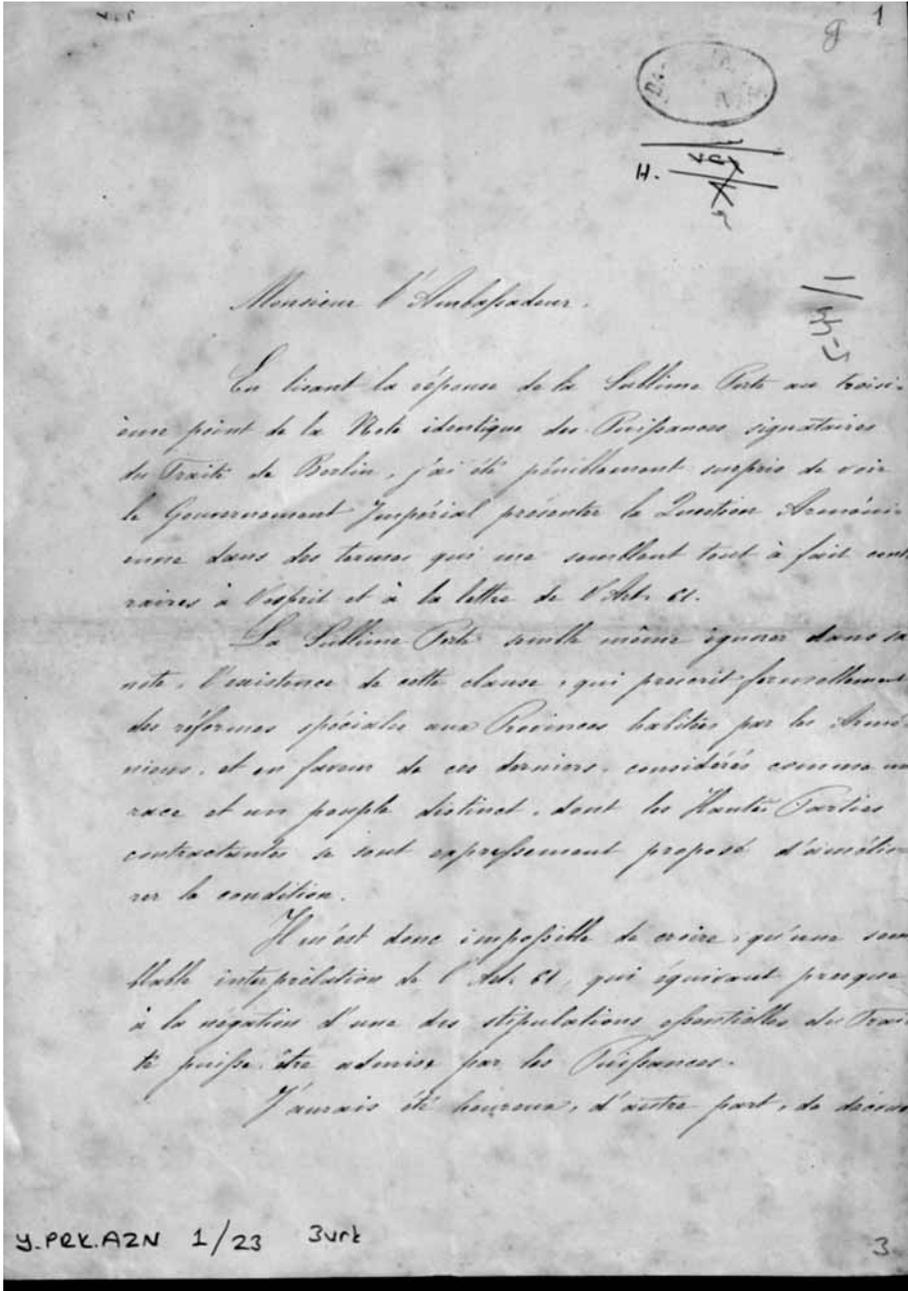 1
H.
Monsieur l'Ambassadeur.
En lisant la réponse de la Sublime Porte au troisi-
ème point de la Note identique des Puissances signataires
du Traité de Berlin, j'ai été péniblement surpris de voir
le Gouvernement Impérial présenter la Question Arméni-
enne dans des termes qui me semblent tout à fait cont
raires à l'esprit et à la lettre de l'Art. 61.
La Sublime Porte semble même ignorer dans sa
note, l'existence de cette clause, qui prescrit formellement
des réformes spéciales aux Provinces habitées par les Armé-
niens, et en faveur de ces derniers, considérés comme un
race et un peuple distinct, dont les Hautes Parties
contractantes se sont expressement proposé d'amélio
rer la condition.
Il m'est donc impossible de croire, qu'une sem
blable interprétation de l'Art. 61, qui équivaut presque
à la négation d'une des stipulations essentielles du Trai
té puisse être admise par les Puissances.
J'aurais été heureux, d'autre part, de
Y.PRK.AZN 1/23 3vrk
3